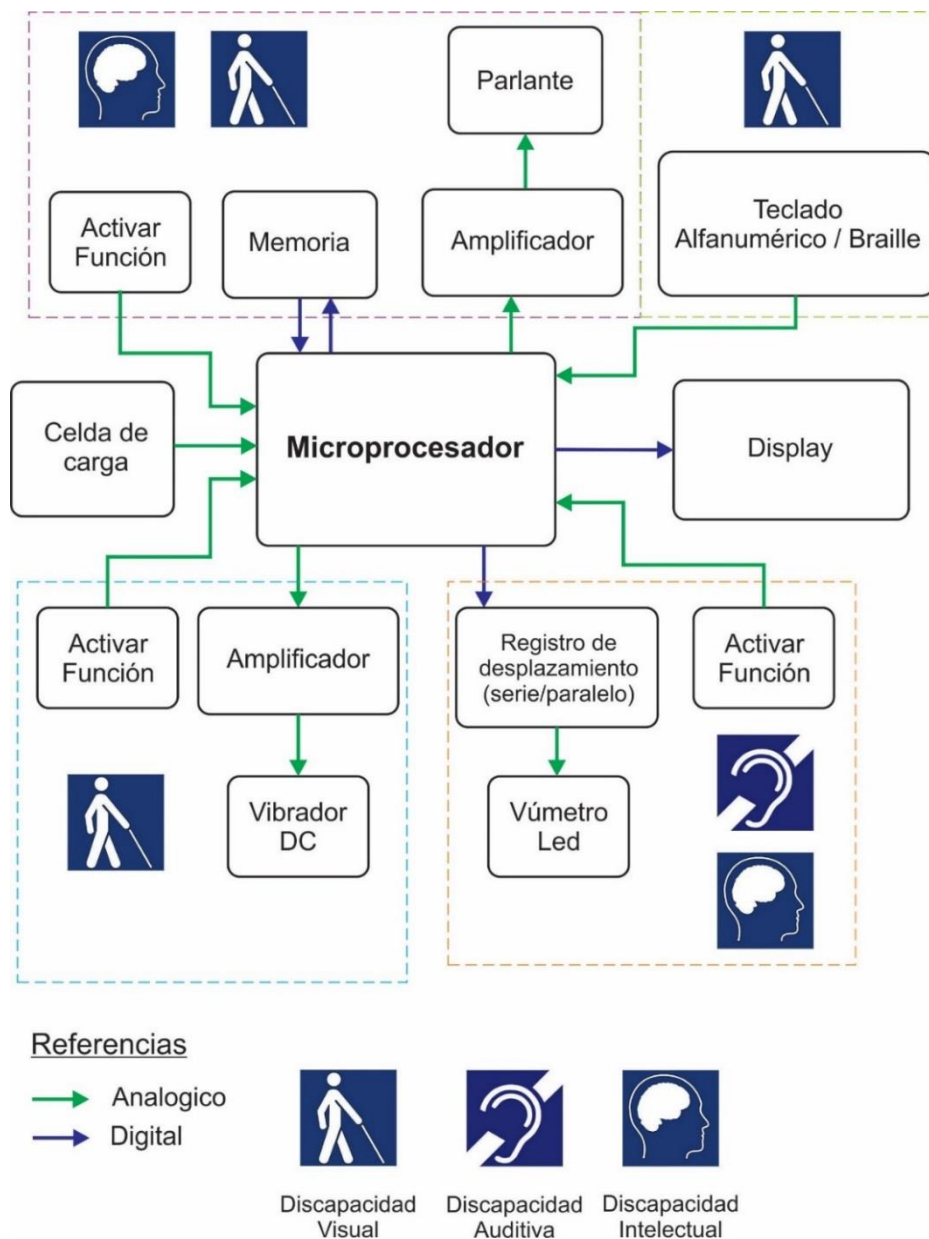 Parlante
Activar
Función
Memoria
Amplificador
Teclado
Alfanumérico / Braille
Celda de
carga
Microprocesador
Display
Activar
Función
Amplificador
Registro de
desplazamiento
(serie/paralelo)
Activar
Función
Vibrador
DC
Vúmetro
Led
Referencias
Analogico
Digital
Discapacidad
Visual
Discapacidad
Auditiva
Discapacidad
Intelectual